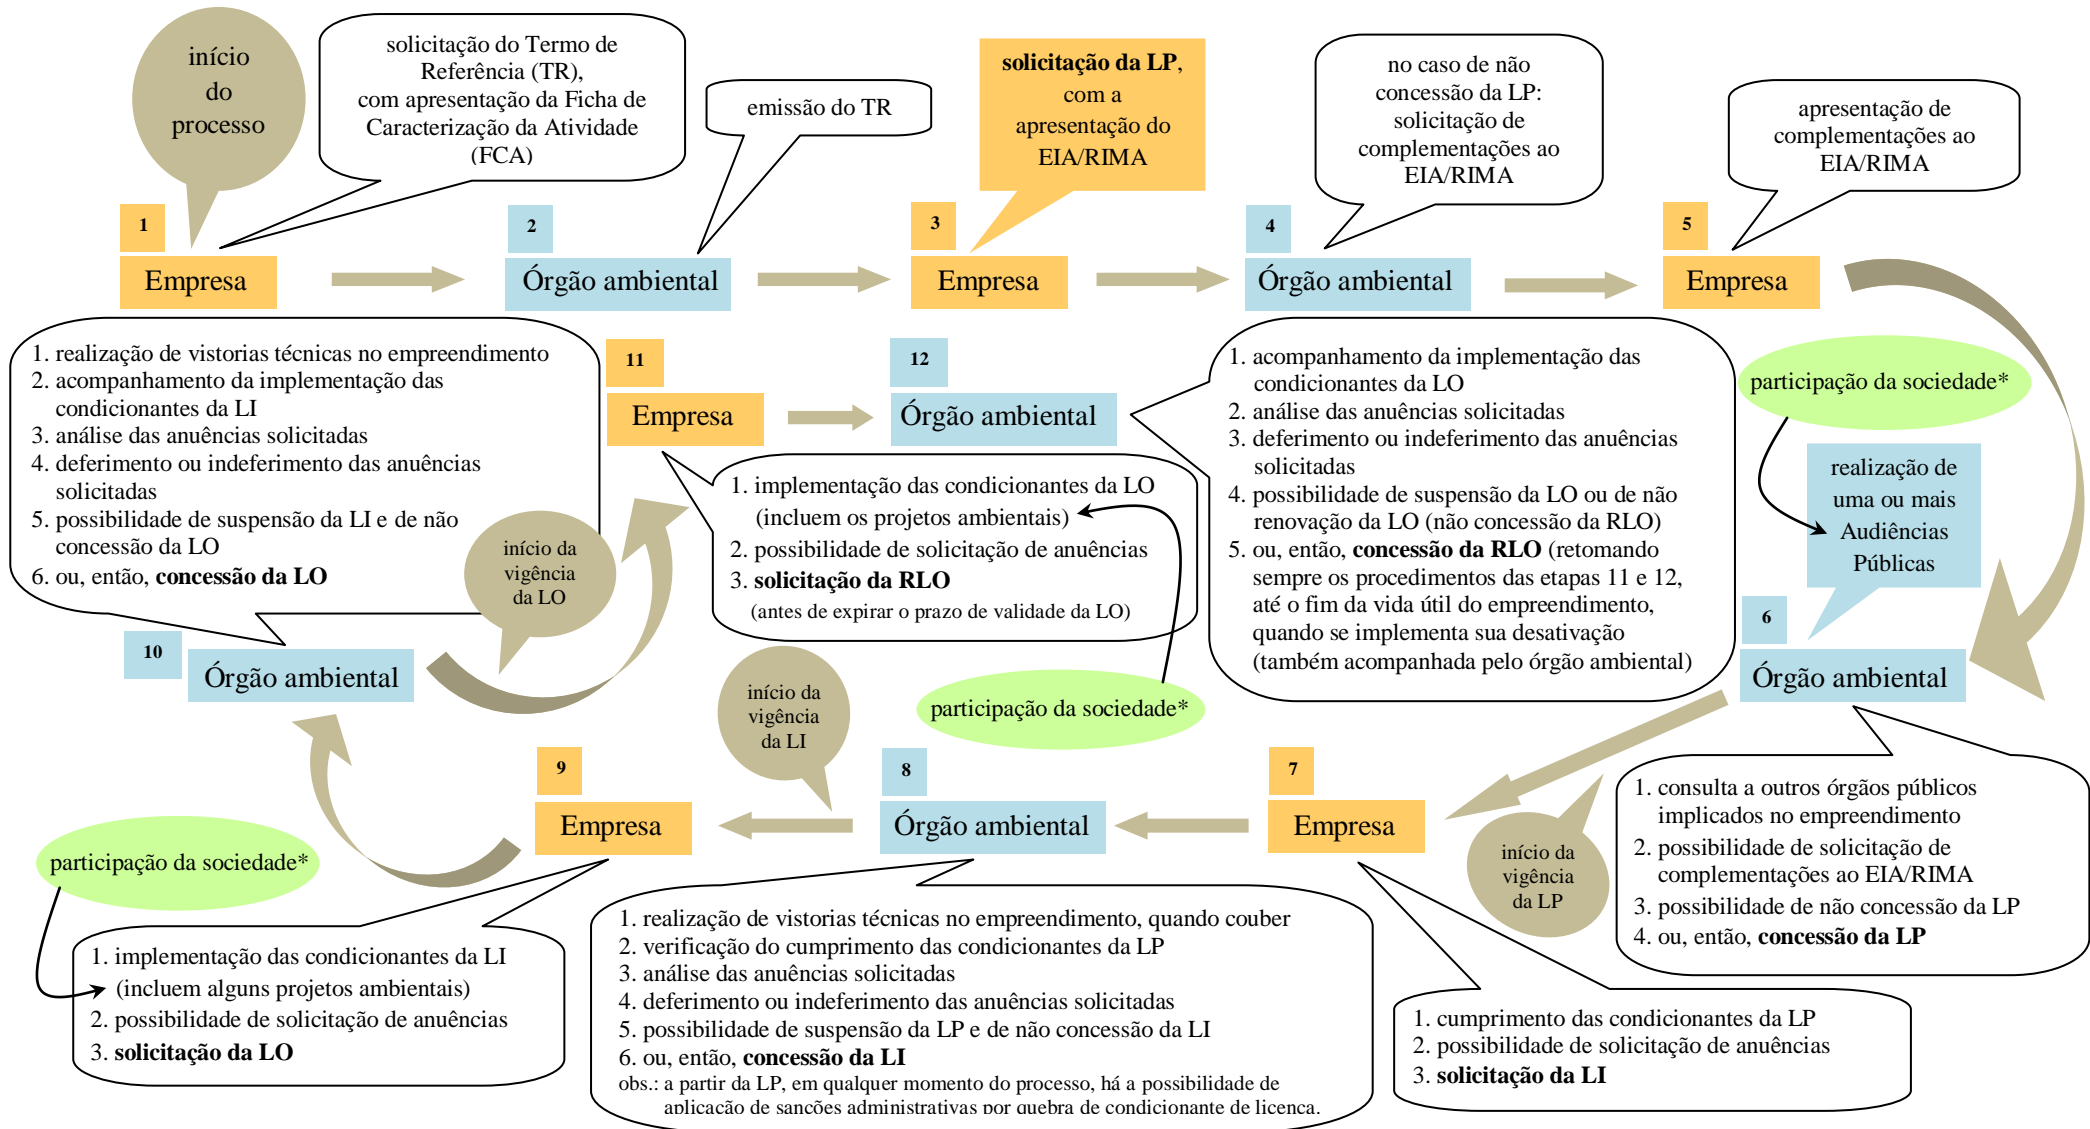 início
do
processo
solicitação do Termo de
Referência (TR),
com apresentação da Ficha de
Caracterização da Atividade
(FCA)
emissão do TR
solicitação da LP,
com a
apresentação do
EIA/RIMA
no caso de não
concessão da LP:
solicitação de
complementações ao
EIA/RIMA
apresentação de
complementações ao
EIA/RIMA
1
Empresa
2
Órgão ambiental
3
Empresa
4
Órgão ambiental
5
Empresa
participação da sociedade*
realização de
uma ou mais
Audiências
Públicas
6
Órgão ambiental
1. consulta a outros órgãos públicos
implicados no empreendimento
2. possibilidade de solicitação de
complementações ao EIA/RIMA
3. possibilidade de não concessão da LP
4. ou, então, concessão da LP
início da
vigência
da LP
7
Empresa
1. cumprimento das condicionantes da LP
2. possibilidade de solicitação de anuências
3. solicitação da LI
8
Órgão ambiental
1. realização de vistorias técnicas no empreendimento, quando couber
2. verificação do cumprimento das condicionantes da LP
3. análise das anuências solicitadas
4. deferimento ou indeferimento das anuências solicitadas
5. possibilidade de suspensão da LP e de não concessão da LI
6. ou, então, concessão da LI
obs.: a partir da LP, em qualquer momento do processo, há a possibilidade de
aplicação de sanções administrativas por quebra de condicionante de licença.
início da
vigência
da LI
9
Empresa
participação da sociedade*
1. implementação das condicionantes da LI
(incluem alguns projetos ambientais)
2. possibilidade de solicitação de anuências
3. solicitação da LO
10
Órgão ambiental
1. realização de vistorias técnicas no empreendimento
2. acompanhamento da implementação das
condicionantes da LI
3. análise das anuências solicitadas
4. deferimento ou indeferimento das anuências
solicitadas
5. possibilidade de suspensão da LI e de não
concessão da LO
6. ou, então, concessão da LO
início da
vigência
da LO
11
Empresa
1. implementação das condicionantes da LO
(incluem os projetos ambientais)
2. possibilidade de solicitação de anuências
3. solicitação da RLO
(antes de expirar o prazo de validade da LO)
participação da sociedade*
12
Órgão ambiental
1. acompanhamento da implementação das
condicionantes da LO
2. análise das anuências solicitadas
3. deferimento ou indeferimento das anuências
solicitadas
4. possibilidade de suspensão da LO ou de não
renovação da LO (não concessão da RLO)
5. ou, então, concessão da RLO (retomando
sempre os procedimentos das etapas 11 e 12,
até o fim da vida útil do empreendimento,
quando se implementa sua desativação
(também acompanhada pelo órgão ambiental)